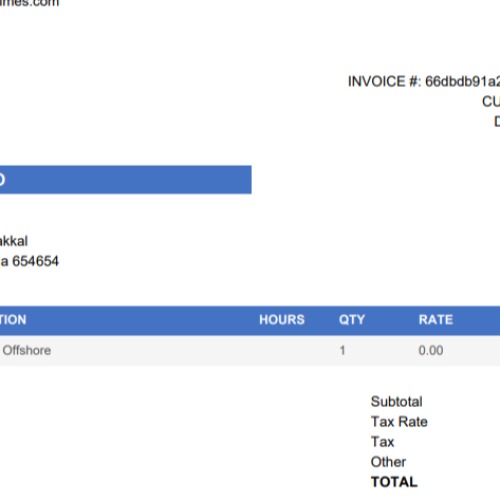 imes.com
INVOICE #: 66dbdb91a2
CU
D
akkal
a 654654
TION HOURS QTY RATE
Offshore 1 0.00
Subtotal
Tax Rate
Tax
Other
TOTAL